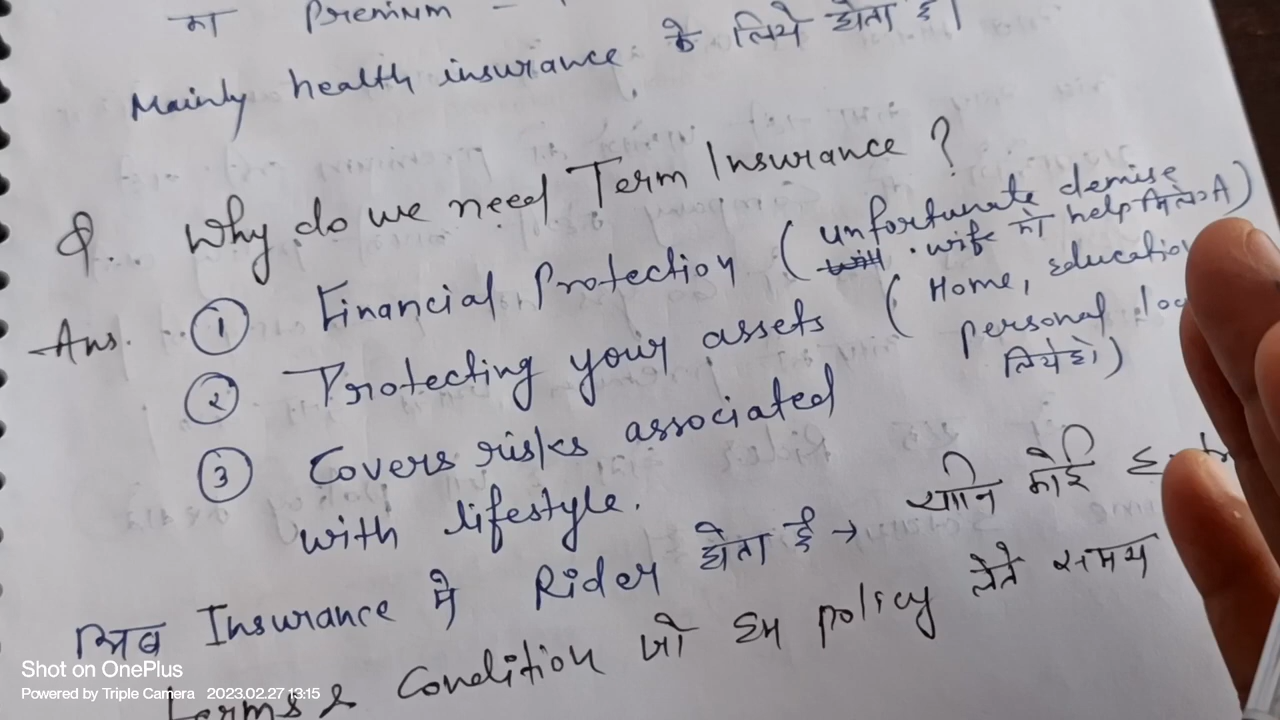 का Premium -
Mainly health insurance के लिये होता है।
Q. Why do we need Term Insurance ?
Ans. ① Financial Protection ( unfortunate demise
wife को help मिले A )
② Protecting your assets ( Home, education
personal
लिये हो )
③ Covers risks associated
with lifestyle.
अब Insurance में Rider होता है → यानि कोई
terms & Condition जो हम policy लेते समय
Shot on OnePlus
Powered by Triple Camera 2023.02.27 13:15